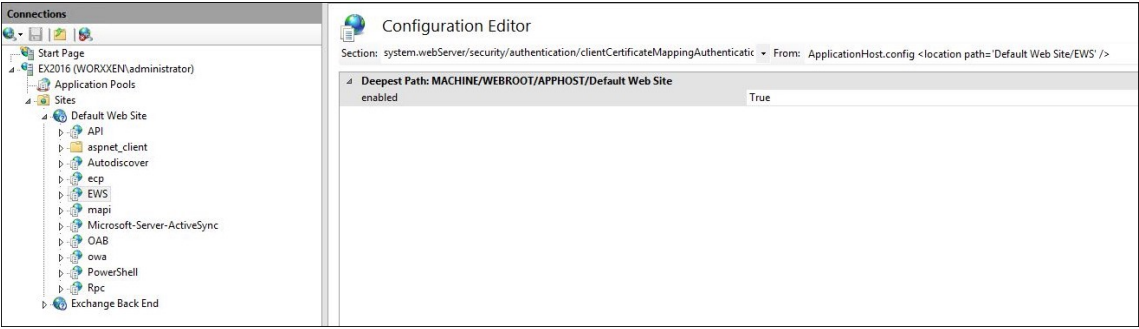 Connections
Start Page
EX2016 (WORXXEN\administrator)
Application Pools
Sites
Default Web Site
API
aspnet_client
Autodiscover
ecp
EWS
mapi
Microsoft-Server-ActiveSync
OAB
owa
PowerShell
Rpc
Exchange Back End
Configuration Editor
Section: system.webServer/security/authentication/clientCertificateMappingAuthenticatic From: ApplicationHost.config <location path='Default Web Site/EWS' />
Deepest Path: MACHINE/WEBROOT/APPHOST/Default Web Site
enabled True